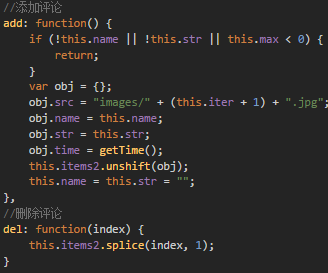 //添加评论
add: function() {
    if (!this.name || !this.str || this.max < 0) {
        return;
    }
    var obj = {};
    obj.src = "images/" + (this.iter + 1) + ".jpg";
    obj.name = this.name;
    obj.str = this.str;
    obj.time = getTime();
    this.items2.unshift(obj);
    this.name = this.str = "";
},
//删除评论
del: function(index) {
    this.items2.splice(index, 1);
}